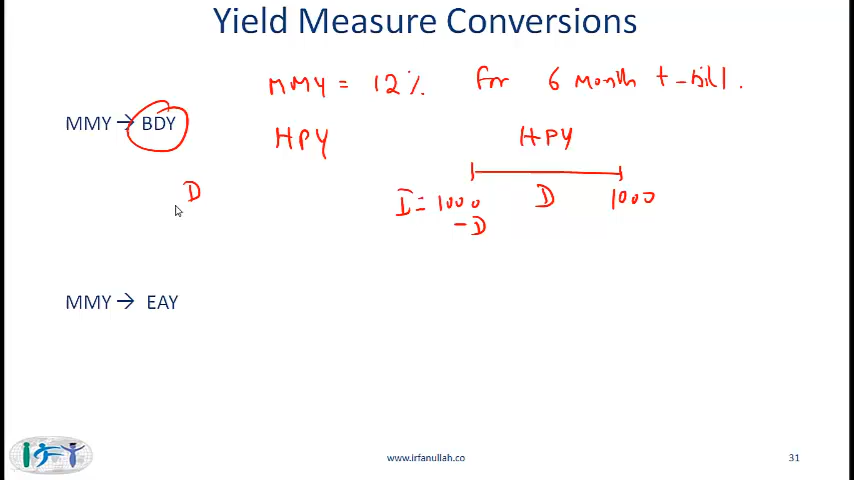 Yield Measure Conversions
MMY = 12% for 6 month t-bill.
MMY → BDY
HPY HPY
D
I = 1000 D 1000
- D
MMY → EAY
www.irfanullah.co 31